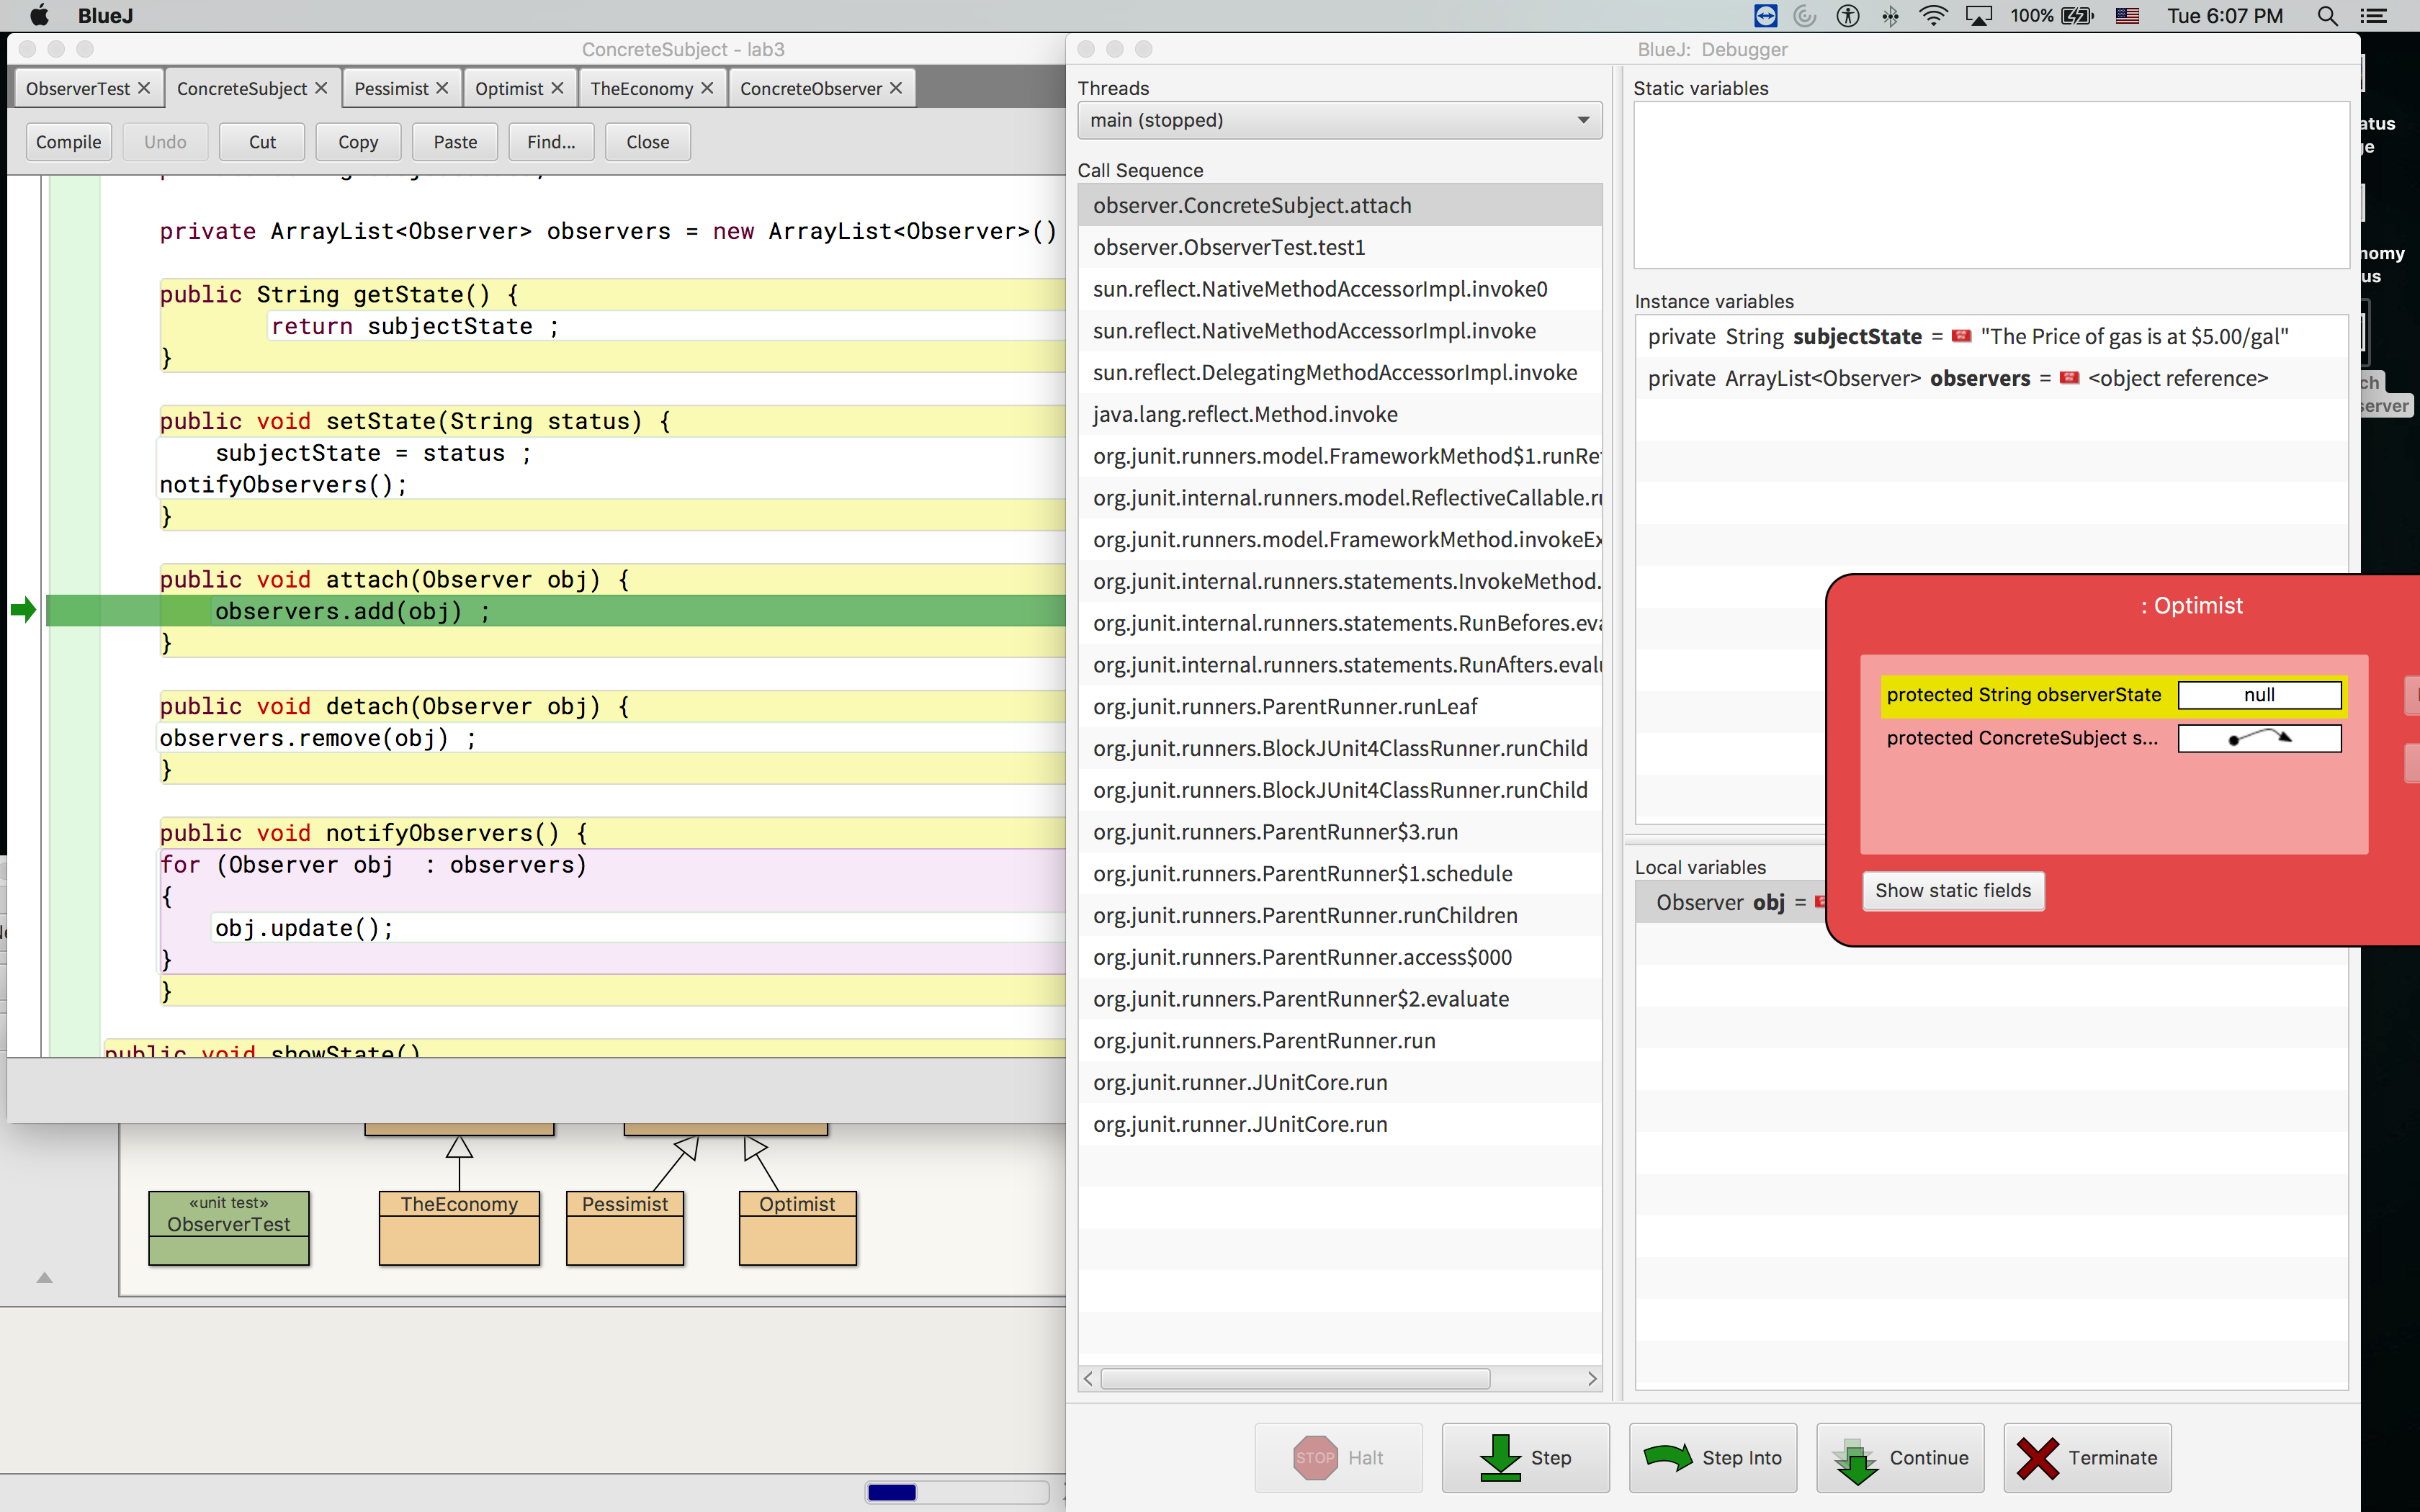 BlueJ
100%
Tue 6:07 PM
ConcreteSubject - lab3
ObserverTest
ConcreteSubject
Pessimist
Optimist
TheEconomy
ConcreteObserver
Compile
Undo
Cut
Copy
Paste
Find...
Close
private ArrayList<Observer> observers = new ArrayList<Observer>()
public String getState() {
return subjectState ;
}
public void setState(String status) {
subjectState = status ;
notifyObservers();
}
public void attach(Observer obj) {
observers.add(obj) ;
}
public void detach(Observer obj) {
observers.remove(obj) ;
}
public void notifyObservers() {
for (Observer obj  : observers)
{
obj.update();
}
}
public void showState()
«unit test»
ObserverTest
TheEconomy
Pessimist
Optimist
BlueJ:  Debugger
Threads
main (stopped)
Call Sequence
observer.ConcreteSubject.attach
observer.ObserverTest.test1
sun.reflect.NativeMethodAccessorImpl.invoke0
sun.reflect.NativeMethodAccessorImpl.invoke
sun.reflect.DelegatingMethodAccessorImpl.invoke
java.lang.reflect.Method.invoke
org.junit.runners.model.FrameworkMethod$1.runRe
org.junit.internal.runners.model.ReflectiveCallable.ru
org.junit.runners.model.FrameworkMethod.invokeEx
org.junit.internal.runners.statements.InvokeMethod.
org.junit.internal.runners.statements.RunBefores.eva
org.junit.internal.runners.statements.RunAfters.evalu
org.junit.runners.ParentRunner.runLeaf
org.junit.runners.BlockJUnit4ClassRunner.runChild
org.junit.runners.BlockJUnit4ClassRunner.runChild
org.junit.runners.ParentRunner$3.run
org.junit.runners.ParentRunner$1.schedule
org.junit.runners.ParentRunner.runChildren
org.junit.runners.ParentRunner.access$000
org.junit.runners.ParentRunner$2.evaluate
org.junit.runners.ParentRunner.run
org.junit.runner.JUnitCore.run
org.junit.runner.JUnitCore.run
Static variables
Instance variables
private String subjectState = "The Price of gas is at $5.00/gal"
private ArrayList<Observer> observers = <object reference>
Local variables
Observer obj =
: Optimist
protected String observerState
null
protected ConcreteSubject s...
Show static fields
STOP Halt
Step
Step Into
Continue
Terminate
atus
ge
nomy
us
ch
server